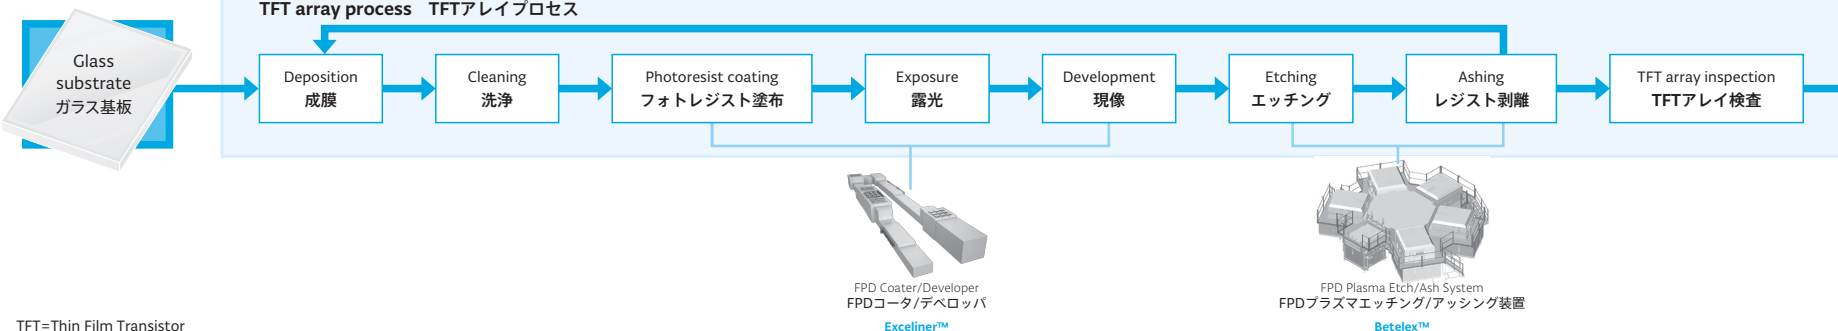 TFT array process TFTアレイプロセス
Glass
substrate
ガラス基板
Deposition
成膜
Cleaning
洗浄
Photoresist coating
フォトレジスト塗布
Exposure
露光
Development
現像
Etching
エッチング
Ashing
レジスト剥離
TFT array inspection
TFTアレイ検査
FPD Coater/Developer
FPDコータ/デベロッパ
Exceliner™
FPD Plasma Etch/Ash System
FPDプラズマエッチング/アッシング装置
Betelex™
TFT=Thin Film Transistor